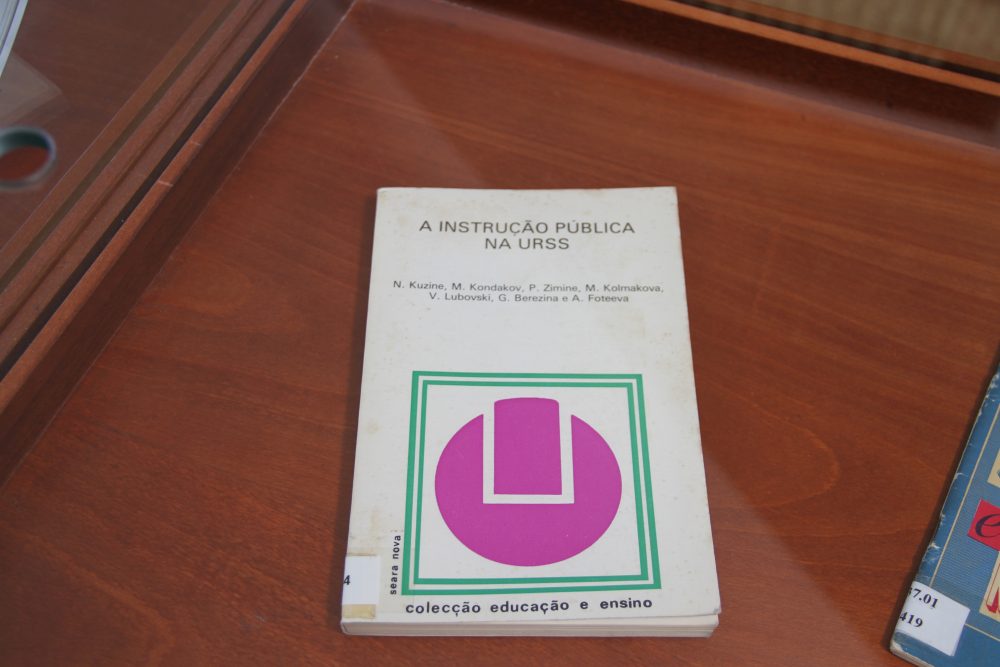 A INSTRUÇÃO PÚBLICA
NA URSS
N. Kuzine, M. Kondakov, P. Zimine, M. Kolmakova,
V. Lubovski, G. Berezina e A. Foteeva
seara nova
4
colecção educação e ensino
37.01
419